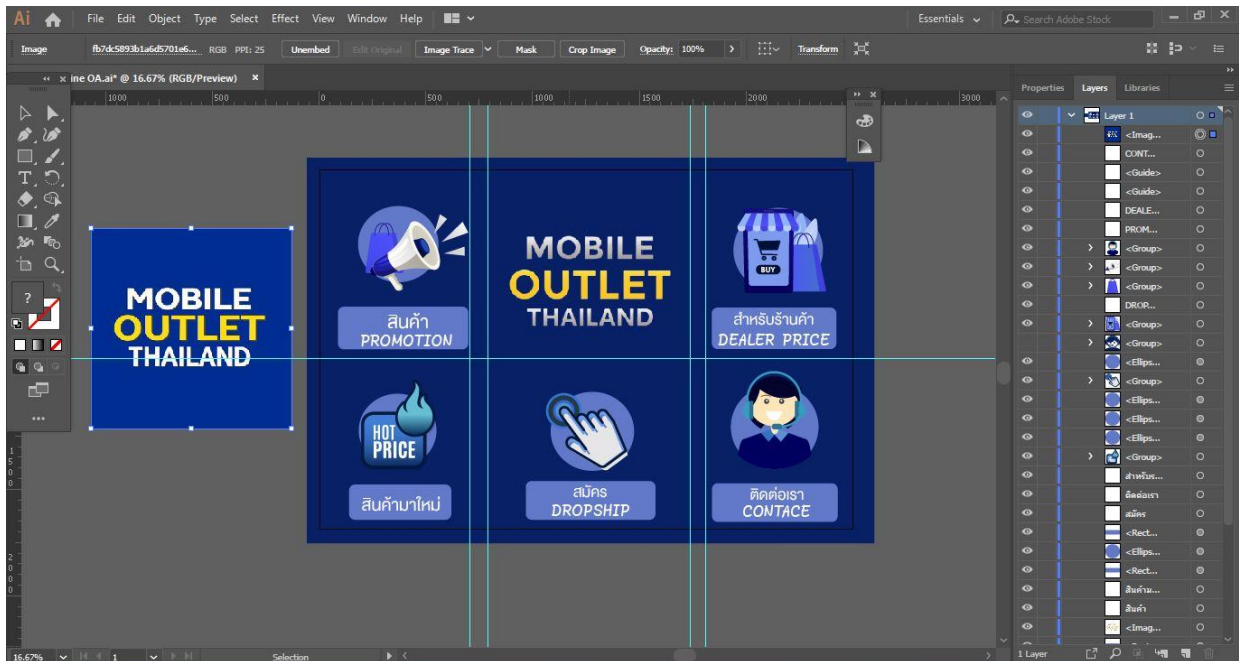 Ai File Edit Object Type Select Effect View Window Help Essentials Search Adobe Stock
Image fb7dc5893b1a6d5701e6... RGB PPI: 25 Unembed Edit Original Image Trace Mask Crop Image Opacity: 100% Transform
ine OA.ai* @ 16.67% (RGB/Preview)
Properties Layers Libraries
1000 500 0 500 1000 1500 2000 3000
MOBILE
OUTLET
THAILAND
สินค้า
PROMOTION
MOBILE
OUTLET
THAILAND
BUY
สำหรับร้านค้า
DEALER PRICE
HOT
PRICE
สินค้ามาใหม่
สมัคร
DROPSHIP
ติดต่อเรา
CONTACE
Layer 1
<Imag...
CONT...
<Guide>
<Guide>
DEALE...
PROM...
<Group>
<Group>
<Group>
DROP...
<Group>
<Group>
<Ellips...
<Group>
<Ellips...
<Ellips...
<Ellips...
<Group>
สำหรับร...
ติดต่อเรา
สมัคร
<Rect...
<Ellips...
<Rect...
สินค้าม...
สินค้า
<Imag...
1 Layer
16.67% 1 Selection